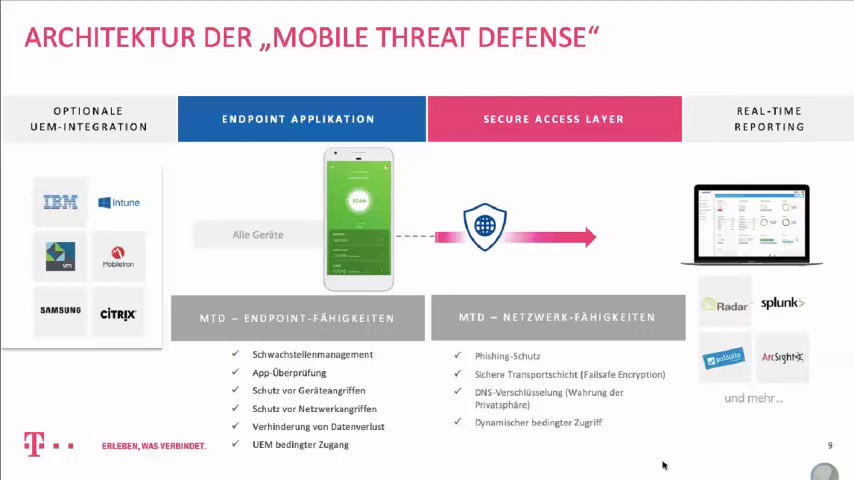 ARCHITEKTUR DER „MOBILE THREAT DEFENSE“
OPTIONALE
UEM-INTEGRATION
ENDPOINT APPLIKATION
SECURE ACCESS LAYER
REAL-TIME
REPORTING
IBM
Intune
vm
MobileIron
SAMSUNG
CITRIX
Alle Geräte
SCAN
MTD – ENDPOINT-FÄHIGKEITEN
Schwachstellenmanagement
App-Überprüfung
Schutz vor Geräteangriffen
Schutz vor Netzwerkangriffen
Verhinderung von Datenverlust
UEM bedingter Zugang
MTD – NETZWERK-FÄHIGKEITEN
Phishing-Schutz
Sichere Transportschicht (Failsafe Encryption)
DNS-Verschlüsselung (Wahrung der
Privatsphäre)
Dynamischer bedingter Zugriff
Radar
splunk>
paloalto
ArcSight
und mehr...
T
ERLEBEN, WAS VERBINDET.
9